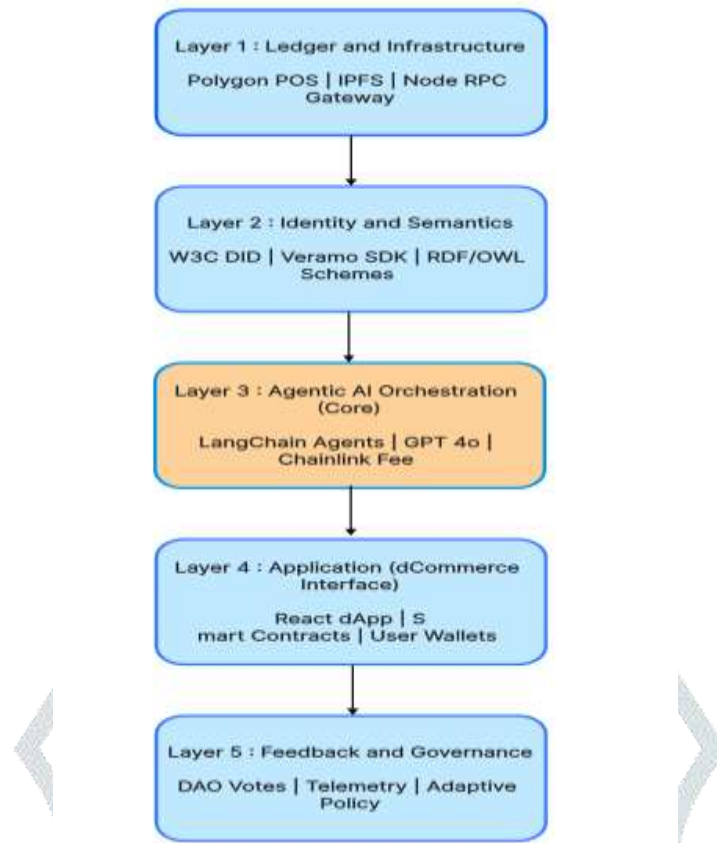 Layer 1 : Ledger and Infrastructure
Polygon POS | IPFS | Node RPC
Gateway
Layer 2 : Identity and Semantics
W3C DID | Veramo SDK | RDF/OWL
Schemes
Layer 3 : Agentic AI Orchestration
(Core)
LangChain Agents | GPT 4o |
Chainlink Fee
Layer 4 : Application (dCommerce
Interface)
React dApp | S
mart Contracts | User Wallets
Layer 5 : Feedback and Governance
DAO Votes | Telemetry | Adaptive
Policy